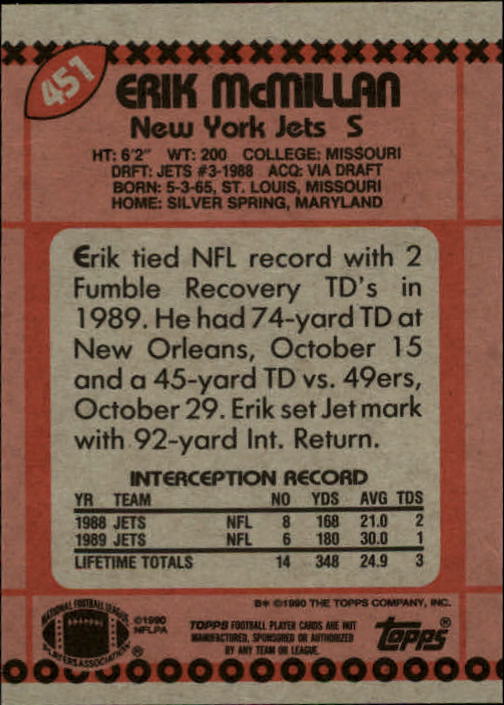 451
ERIK McMILLAN
New York Jets S
HT: 6'2" WT: 200 COLLEGE: MISSOURI
DRFT: JETS #3-1988 ACQ: VIA DRAFT
BORN: 5-3-65, ST. LOUIS, MISSOURI
HOME: SILVER SPRING, MARYLAND
Erik tied NFL record with 2
Fumble Recovery TD's in
1989. He had 74-yard TD at
New Orleans, October 15
and a 45-yard TD vs. 49ers,
October 29. Erik set Jet mark
with 92-yard Int. Return.
INTERCEPTION RECORD
YR TEAM NO YDS AVG TDS
1988 JETS NFL 8 168 21.0 2
1989 JETS NFL 6 180 30.0 1
LIFETIME TOTALS 14 348 24.9 3
B* ©1990 THE TOPPS COMPANY, INC.
NATIONAL FOOTBALL LEAGUE
PLAYERS ASSOCIATION ®
©1990
NFLPA
TOPPS FOOTBALL PLAYER CARDS ARE NOT
MANUFACTURED, SPONSORED OR AUTHORIZED
BY ANY TEAM OR LEAGUE.
Topps®